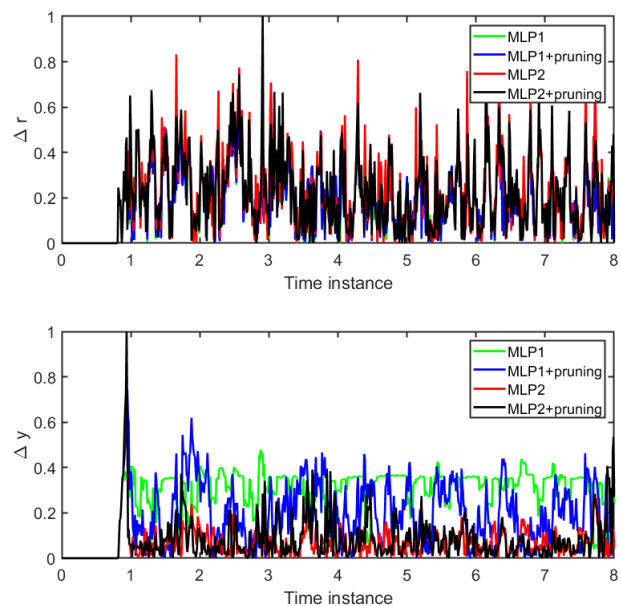 1
0.8
0.6
0.4
0.2
0
Δ r
MLP1
MLP1+pruning
MLP2
MLP2+pruning
0 1 2 3 4 5 6 7 8
Time instance
1
0.8
0.6
0.4
0.2
0
Δ y
MLP1
MLP1+pruning
MLP2
MLP2+pruning
0 1 2 3 4 5 6 7 8
Time instance